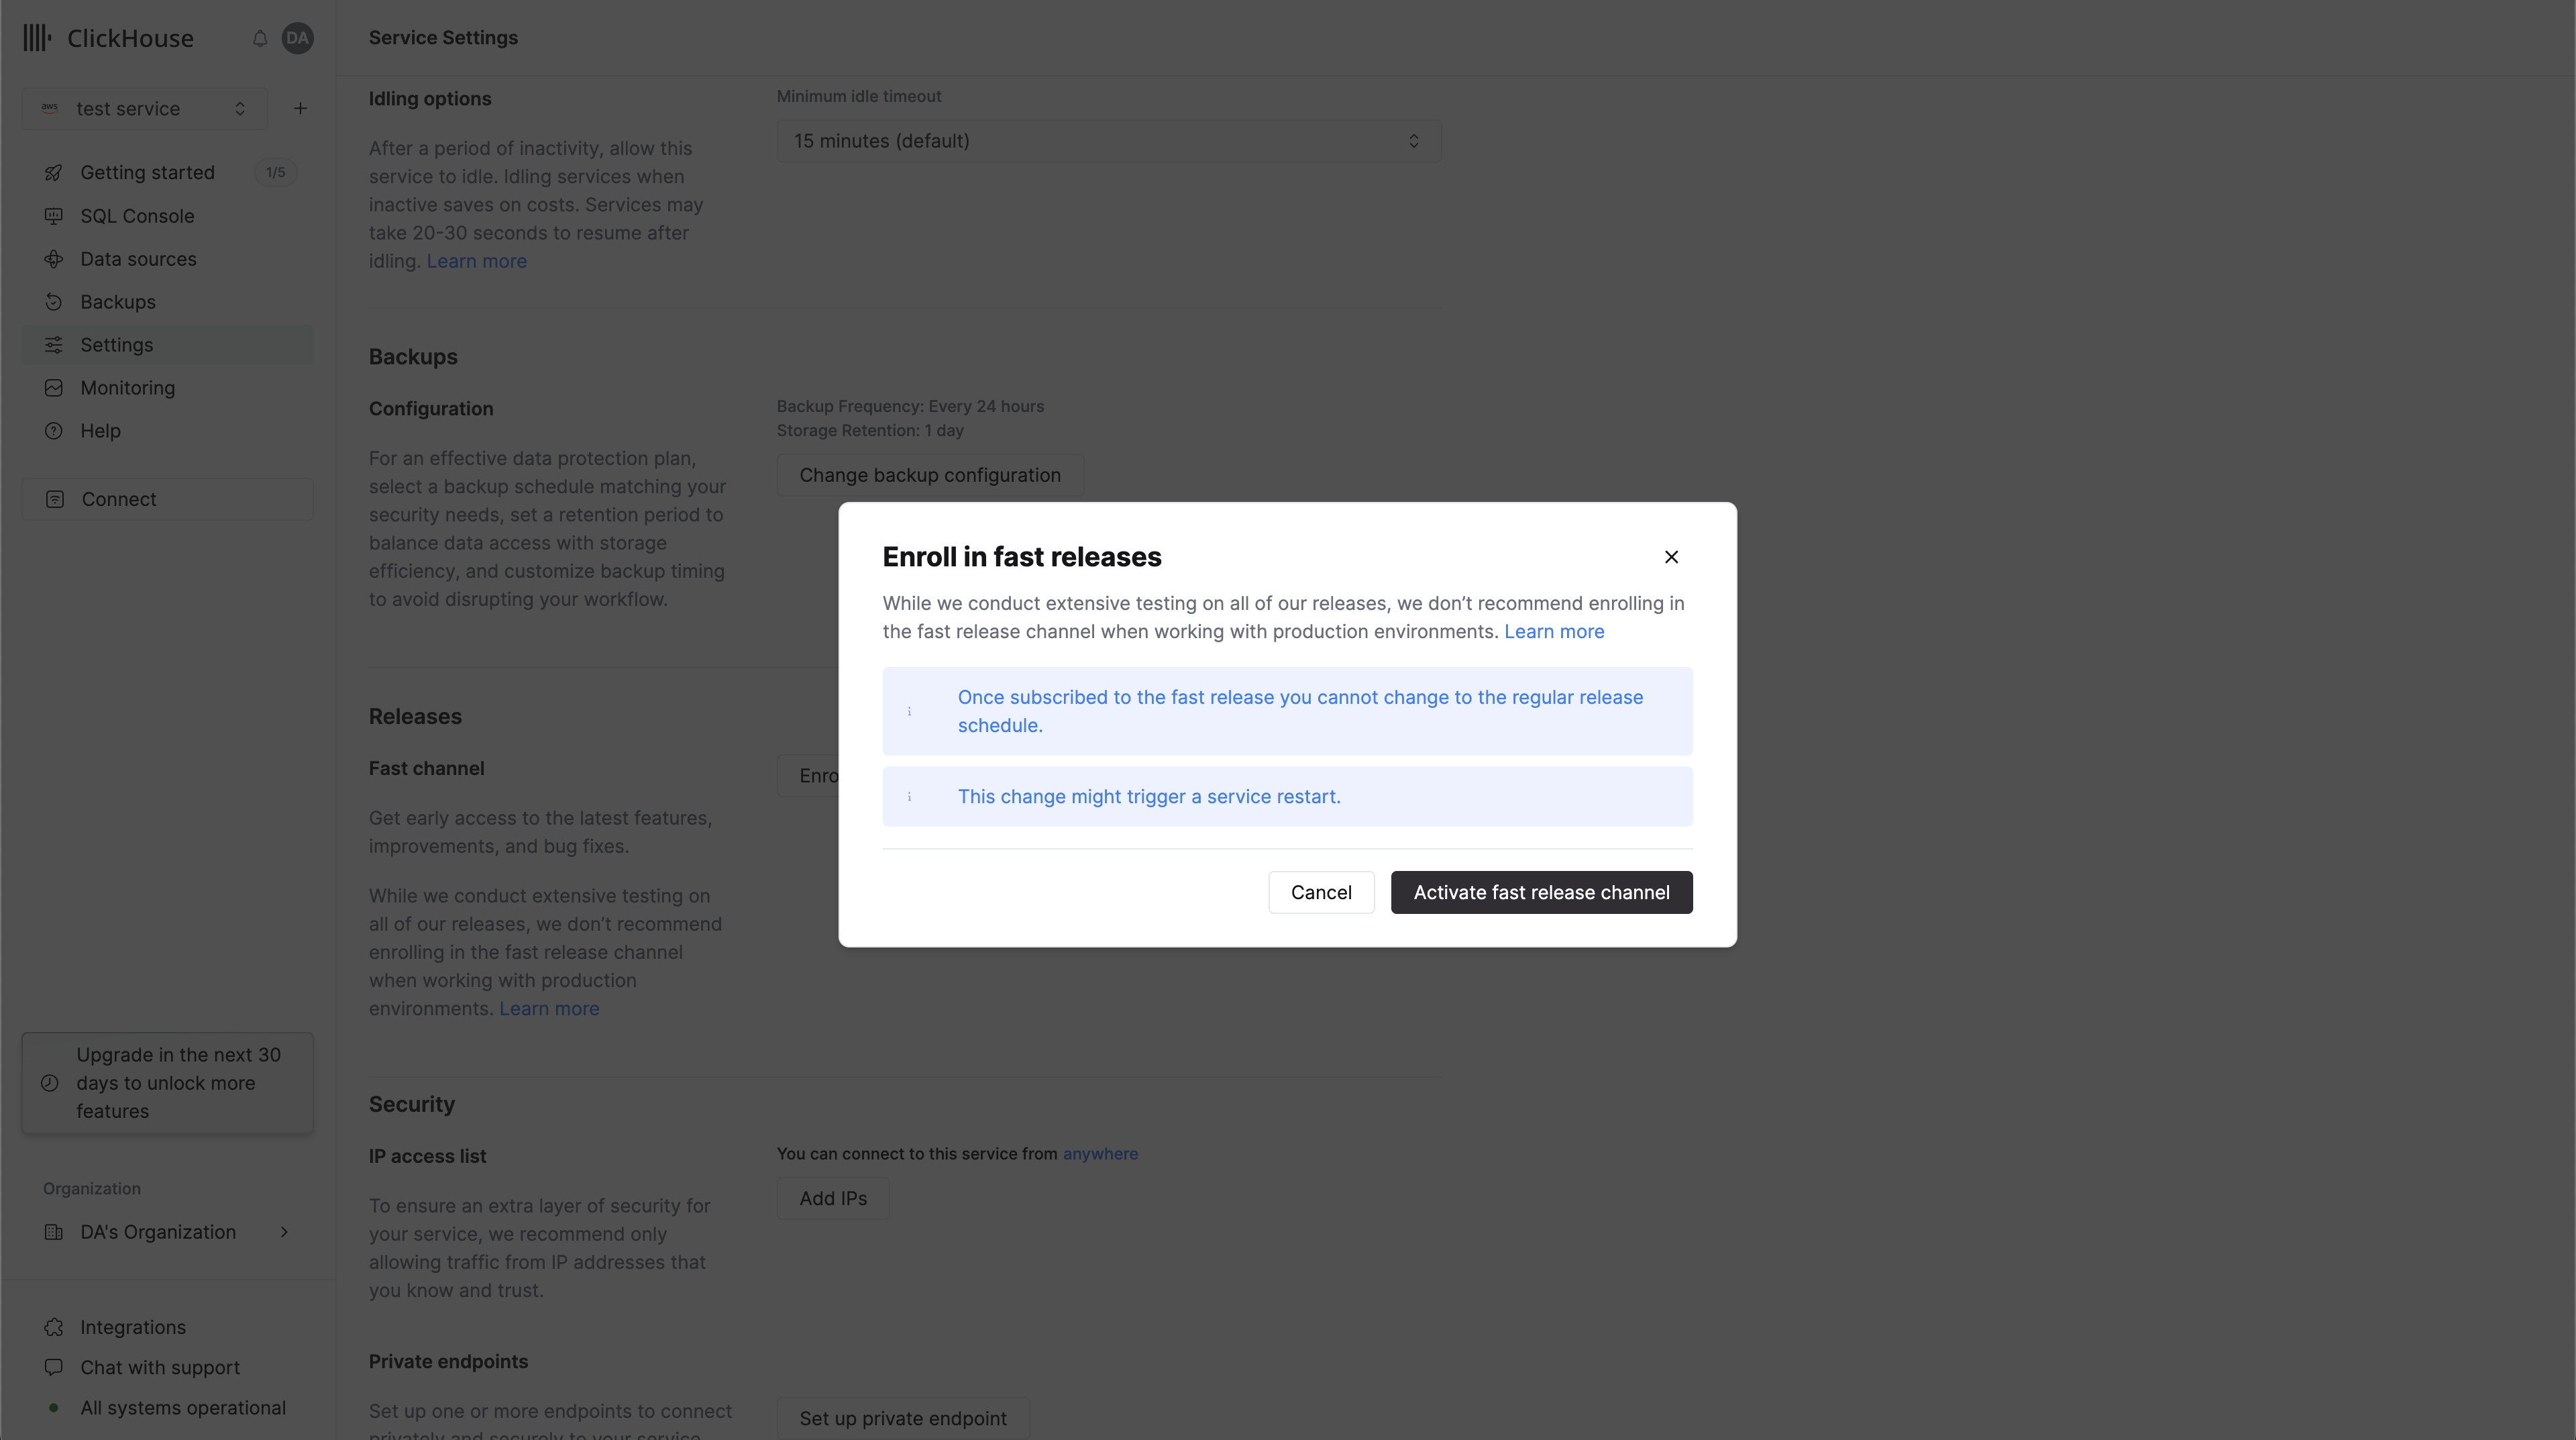 ClickHouse
DA
aws
test service
Getting started
1/5
SQL Console
Data sources
Backups
Settings
Monitoring
Help
Connect
Upgrade in the next 30
days to unlock more
features
Organization
DA's Organization
Integrations
Chat with support
All systems operational
Service Settings
Idling options
After a period of inactivity, allow this
service to idle. Idling services when
inactive saves on costs. Services may
take 20-30 seconds to resume after
idling. Learn more
Minimum idle timeout
15 minutes (default)
Backups
Configuration
For an effective data protection plan,
select a backup schedule matching your
security needs, set a retention period to
balance data access with storage
efficiency, and customize backup timing
to avoid disrupting your workflow.
Backup Frequency: Every 24 hours
Storage Retention: 1 day
Change backup configuration
Releases
Fast channel
Get early access to the latest features,
improvements, and bug fixes.
While we conduct extensive testing on
all of our releases, we don’t recommend
enrolling in the fast release channel
when working with production
environments. Learn more
Enro
Security
IP access list
To ensure an extra layer of security for
your service, we recommend only
allowing traffic from IP addresses that
you know and trust.
You can connect to this service from anywhere
Add IPs
Private endpoints
Set up one or more endpoints to connect
privately and securely to your service
Set up private endpoint
Enroll in fast releases
While we conduct extensive testing on all of our releases, we don’t recommend enrolling in
the fast release channel when working with production environments. Learn more
Once subscribed to the fast release you cannot change to the regular release
schedule.
This change might trigger a service restart.
Cancel
Activate fast release channel